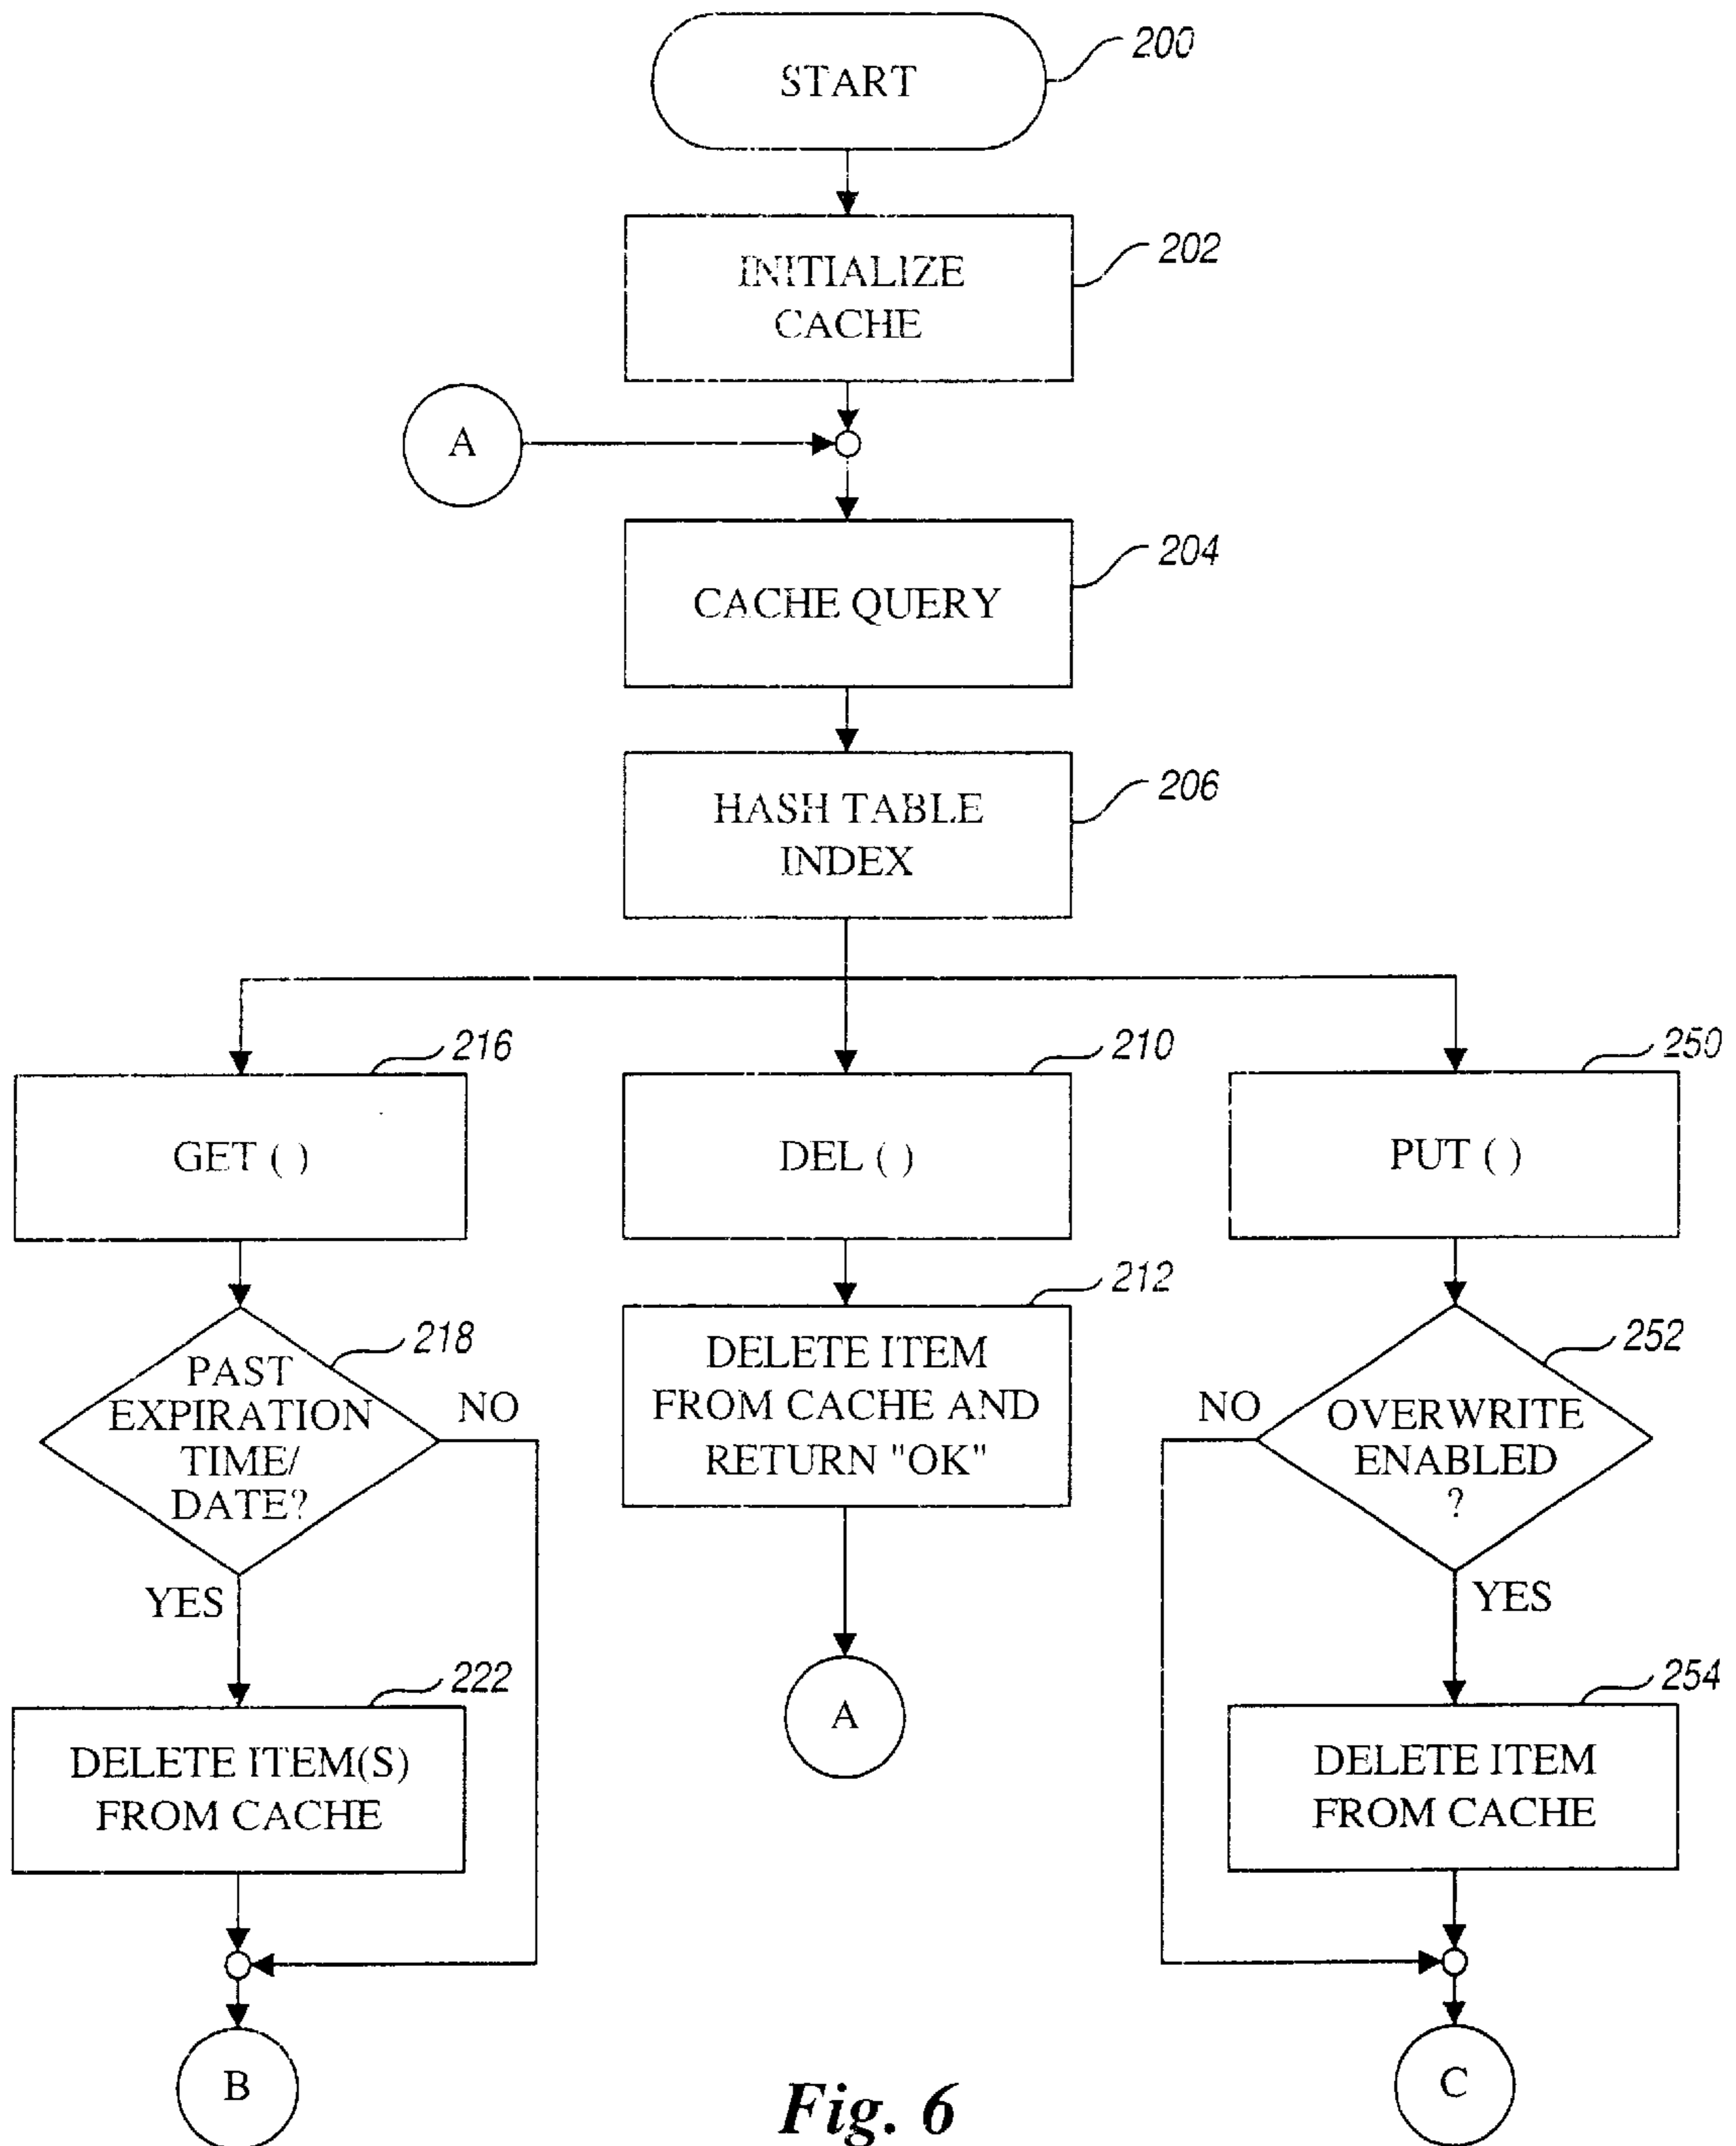 START
200
INITIALIZE
CACHE
202
A
CACHE QUERY
204
HASH TABLE
INDEX
206
216
GET ( )
210
DEL ( )
250
PUT ( )
218
PAST
EXPIRATION
TIME/
DATE?
NO
YES
212
DELETE ITEM
FROM CACHE AND
RETURN "OK"
252
OVERWRITE
ENABLED
?
NO
YES
222
DELETE ITEM(S)
FROM CACHE
A
254
DELETE ITEM
FROM CACHE
B
C
Fig. 6